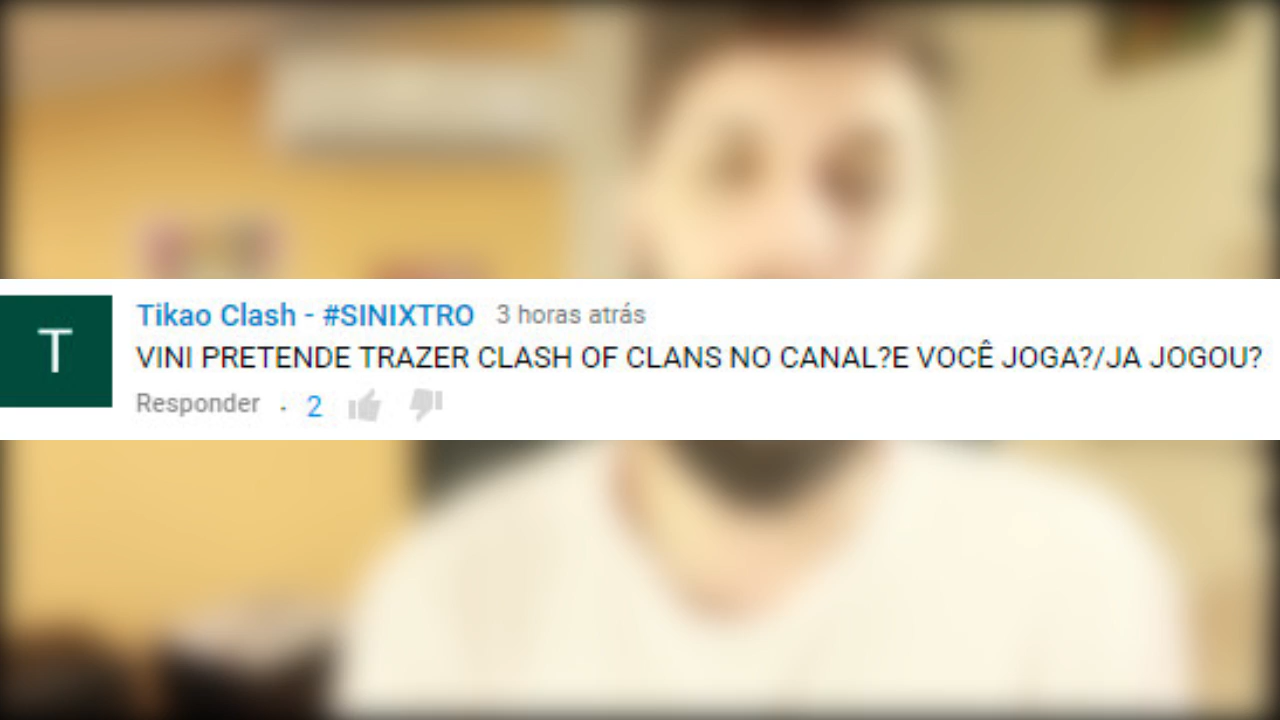 T
Tikao Clash - #SINIXTRO 3 horas atrás
VINI PRETENDE TRAZER CLASH OF CLANS NO CANAL?E VOCÊ JOGA?/JA JOGOU?
Responder . 2